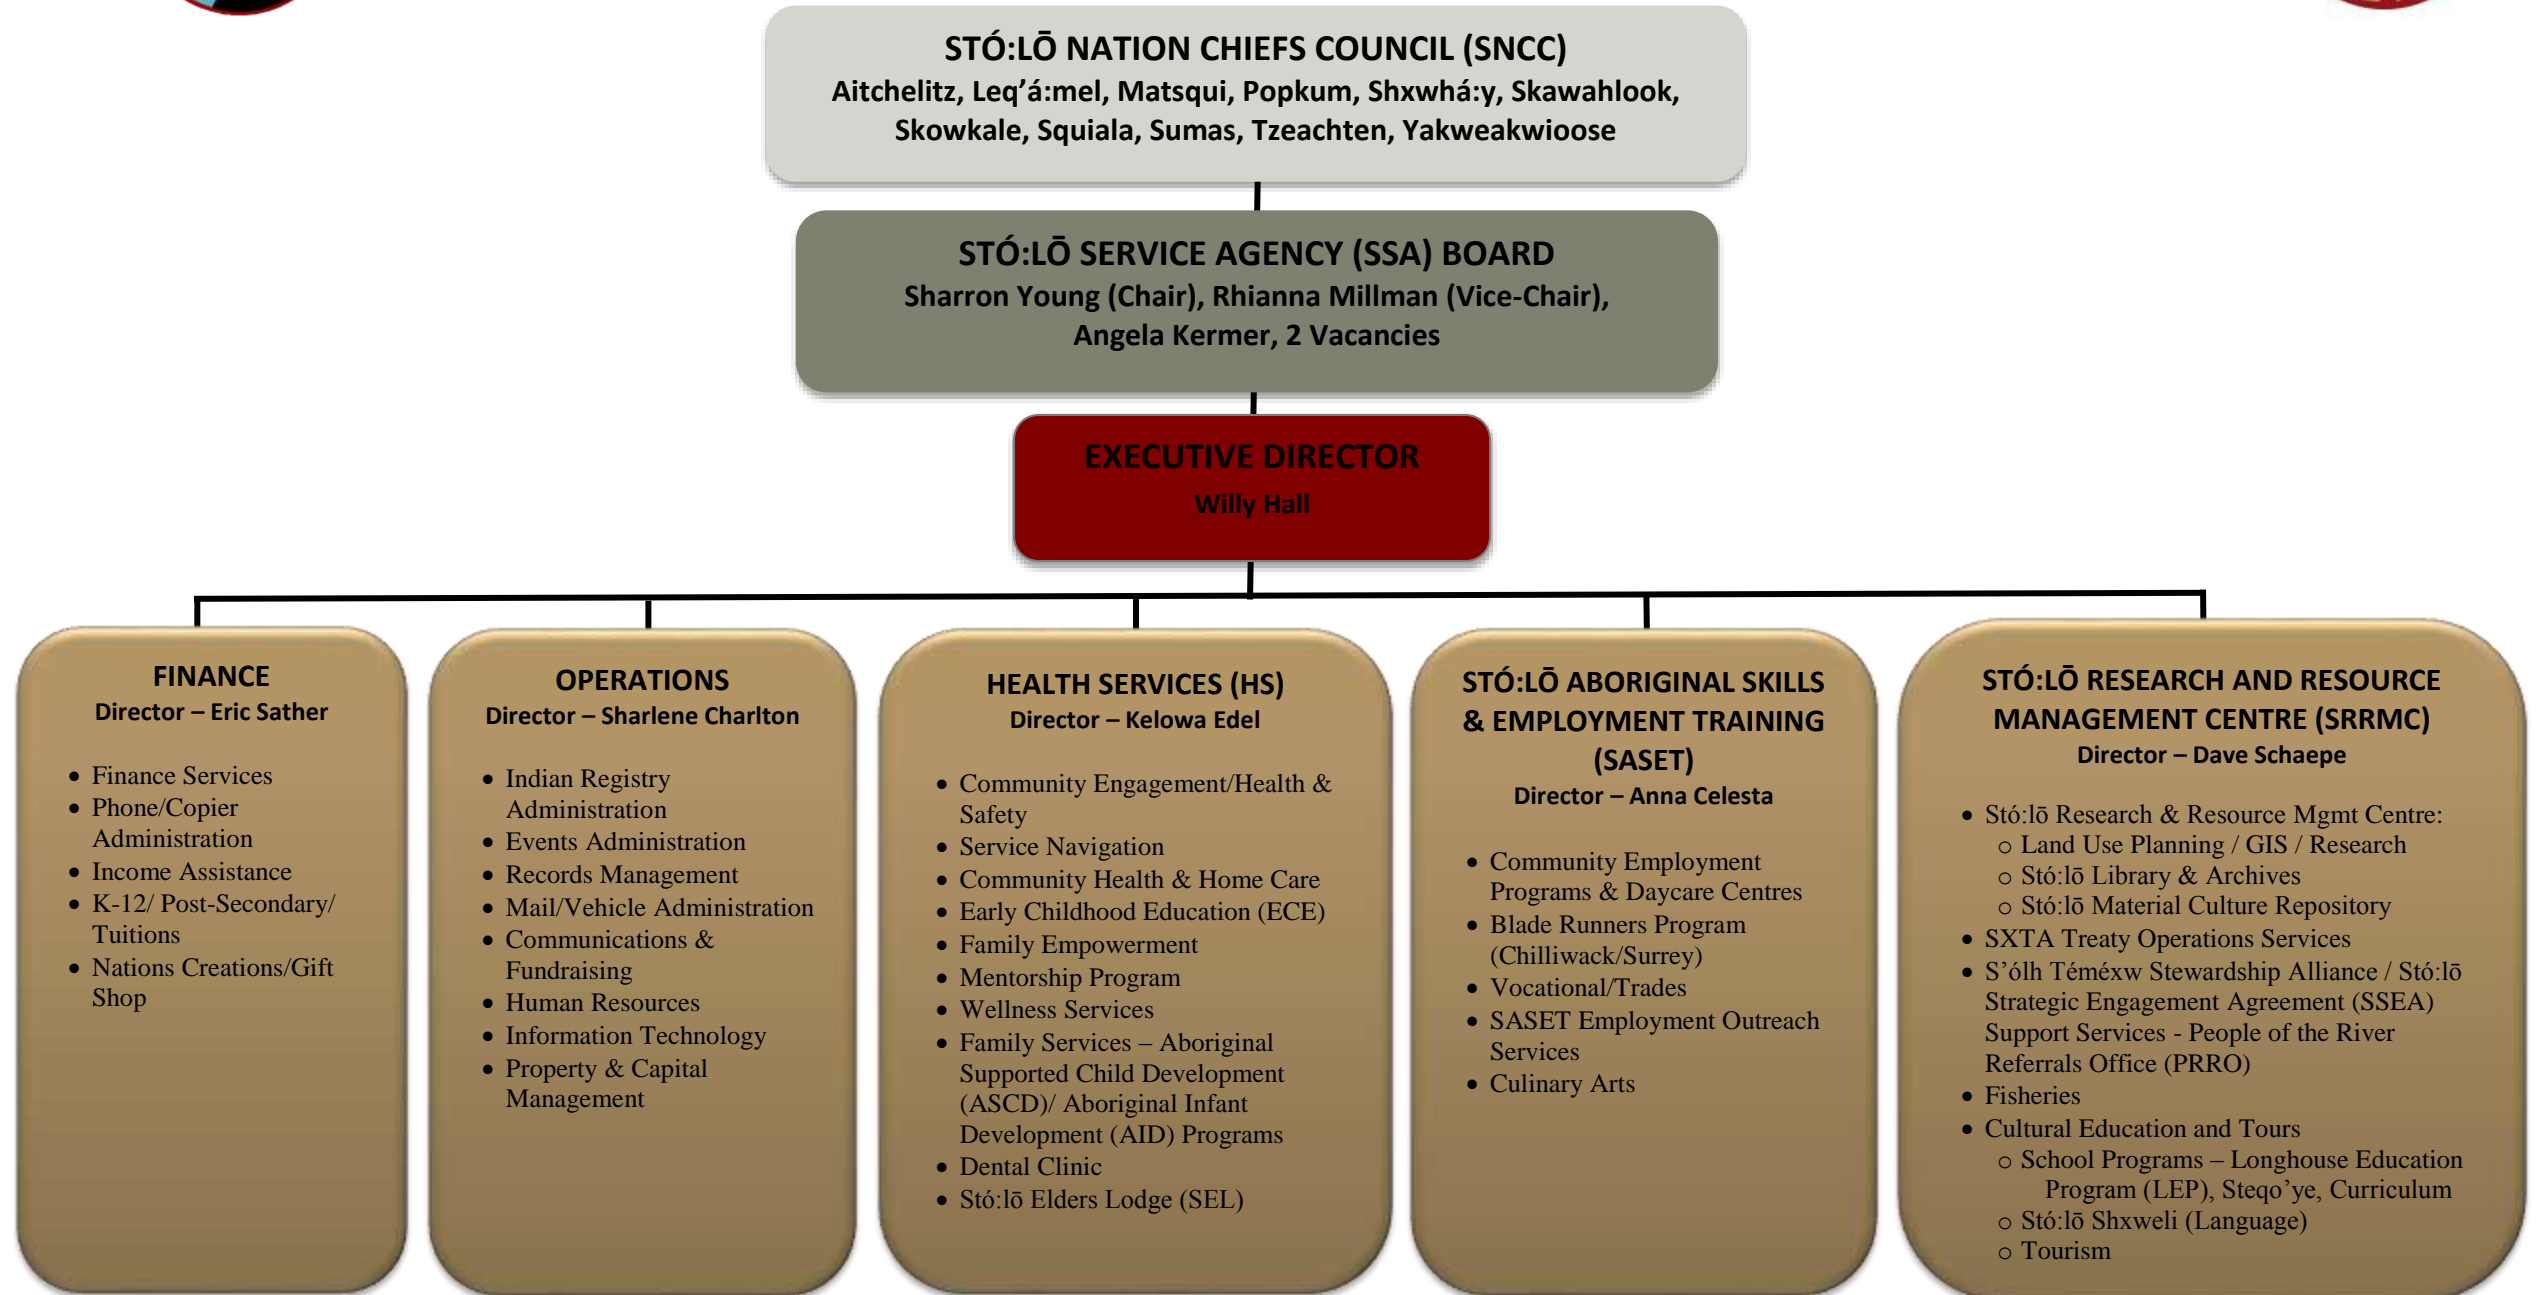 STÓ:LŌ NATION CHIEFS COUNCIL (SNCC)
Aitchelitz, Leq’á:mel, Matsqui, Popkum, Shxwhá:y, Skawahlook,
Skowkale, Squiala, Sumas, Tzeachten, Yakweakwioose
STÓ:LŌ SERVICE AGENCY (SSA) BOARD
Sharron Young (Chair), Rhianna Millman (Vice-Chair),
Angela Kermer, 2 Vacancies
EXECUTIVE DIRECTOR
Willy Hall
FINANCE
Director – Eric Sather
• Finance Services
• Phone/Copier
Administration
• Income Assistance
• K-12/ Post-Secondary/
Tuitions
• Nations Creations/Gift
Shop
OPERATIONS
Director – Sharlene Charlton
• Indian Registry
Administration
• Events Administration
• Records Management
• Mail/Vehicle Administration
• Communications &
Fundraising
• Human Resources
• Information Technology
• Property & Capital
Management
HEALTH SERVICES (HS)
Director – Kelowa Edel
• Community Engagement/Health &
Safety
• Service Navigation
• Community Health & Home Care
• Early Childhood Education (ECE)
• Family Empowerment
• Mentorship Program
• Wellness Services
• Family Services – Aboriginal
Supported Child Development
(ASCD)/ Aboriginal Infant
Development (AID) Programs
• Dental Clinic
• Stó:lō Elders Lodge (SEL)
STÓ:LŌ ABORIGINAL SKILLS
& EMPLOYMENT TRAINING
(SASET)
Director – Anna Celesta
• Community Employment
Programs & Daycare Centres
• Blade Runners Program
(Chilliwack/Surrey)
• Vocational/Trades
• SASET Employment Outreach
Services
• Culinary Arts
STÓ:LŌ RESEARCH AND RESOURCE
MANAGEMENT CENTRE (SRRMC)
Director – Dave Schaepe
• Stó:lō Research & Resource Mgmt Centre:
o Land Use Planning / GIS / Research
o Stó:lō Library & Archives
o Stó:lō Material Culture Repository
• SXTA Treaty Operations Services
• S’ólh Téméxw Stewardship Alliance / Stó:lō
Strategic Engagement Agreement (SSEA)
Support Services - People of the River
Referrals Office (PRRO)
• Fisheries
• Cultural Education and Tours
o School Programs – Longhouse Education
Program (LEP), Steqo’ye, Curriculum
o Stó:lō Shxweli (Language)
o Tourism